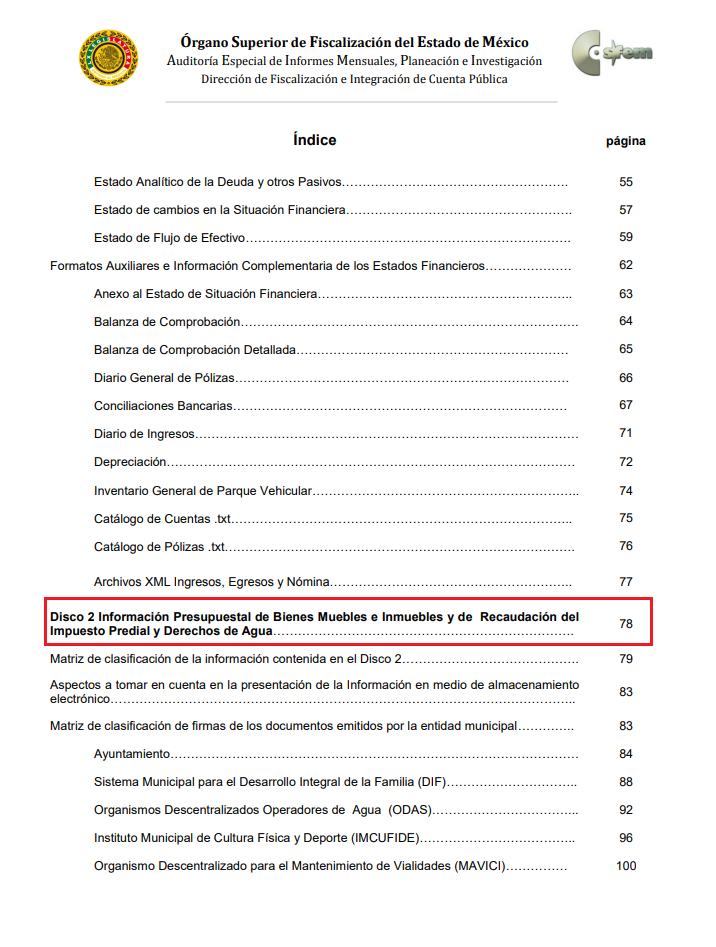 Órgano Superior de Fiscalización del Estado de México
Auditoría Especial de Informes Mensuales, Planeación e Investigación
Dirección de Fiscalización e Integración de Cuenta Pública
osfem
Índice página
Estado Analítico de la Deuda y otros Pasivos……………………………………………… 55
Estado de cambios en la Situación Financiera……………………………………………… 57
Estado de Flujo de Efectivo…………………………………………………………………… 59
Formatos Auxiliares e Información Complementaria de los Estados Financieros………………… 62
Anexo al Estado de Situación Financiera…………………………………………………….. 63
Balanza de Comprobación……………………………………………………………………. 64
Balanza de Comprobación Detallada………………………………………………………… 65
Diario General de Pólizas…………………………………………………………………… 66
Conciliaciones Bancarias…………………………………………………………………… 67
Diario de Ingresos………………………………………………………………………………. 71
Depreciación…………………………………………………………………………………… 72
Inventario General de Parque Vehicular…………………………………………………….. 74
Catálogo de Cuentas .txt…………………………………………………………………….. 75
Catálogo de Pólizas .txt……………………………………………………………………. 76
Archivos XML Ingresos, Egresos y Nómina………………………………………………… 77
Disco 2 Información Presupuestal de Bienes Muebles e Inmuebles y de Recaudación del
Impuesto Predial y Derechos de Agua……………………………………………………………. 78
Matriz de clasificación de la información contenida en el Disco 2……………………………………. 79
Aspectos a tomar en cuenta en la presentación de la Información en medio de almacenamiento
electrónico……………………………………………………………………………………………….. 83
Matriz de clasificación de firmas de los documentos emitidos por la entidad municipal…………. 83
Ayuntamiento…………………………………………………………………………………… 84
Sistema Municipal para el Desarrollo Integral de la Familia (DIF)………………………….. 88
Organismos Descentralizados Operadores de Agua (ODAS)…………………………….. 92
Instituto Municipal de Cultura Física y Deporte (IMCUFIDE)……………………………….. 96
Organismo Descentralizado para el Mantenimiento de Vialidades (MAVICI)…………… 100